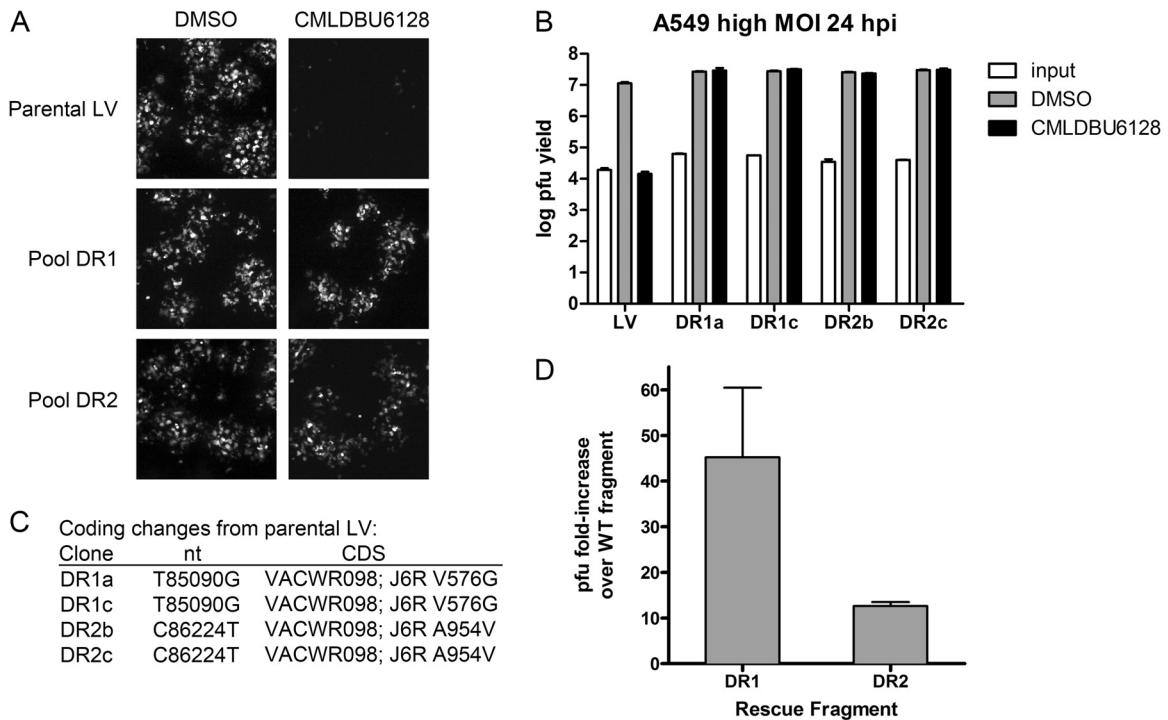 A
DMSO CMLDBU6128
Parental LV
Pool DR1
Pool DR2
B
A549 high MOI 24 hpi
log pfu yield
8
7
6
5
4
3
2
1
0
LV DR1a DR1c DR2b DR2c
input
DMSO
CMLDBU6128
C
Coding changes from parental LV:
Clone nt CDS
DR1a T85090G VACWR098; J6R V576G
DR1c T85090G VACWR098; J6R V576G
DR2b C86224T VACWR098; J6R A954V
DR2c C86224T VACWR098; J6R A954V
D
pfu fold-increase
over WT fragment
60
50
40
30
20
10
0
DR1 DR2
Rescue Fragment